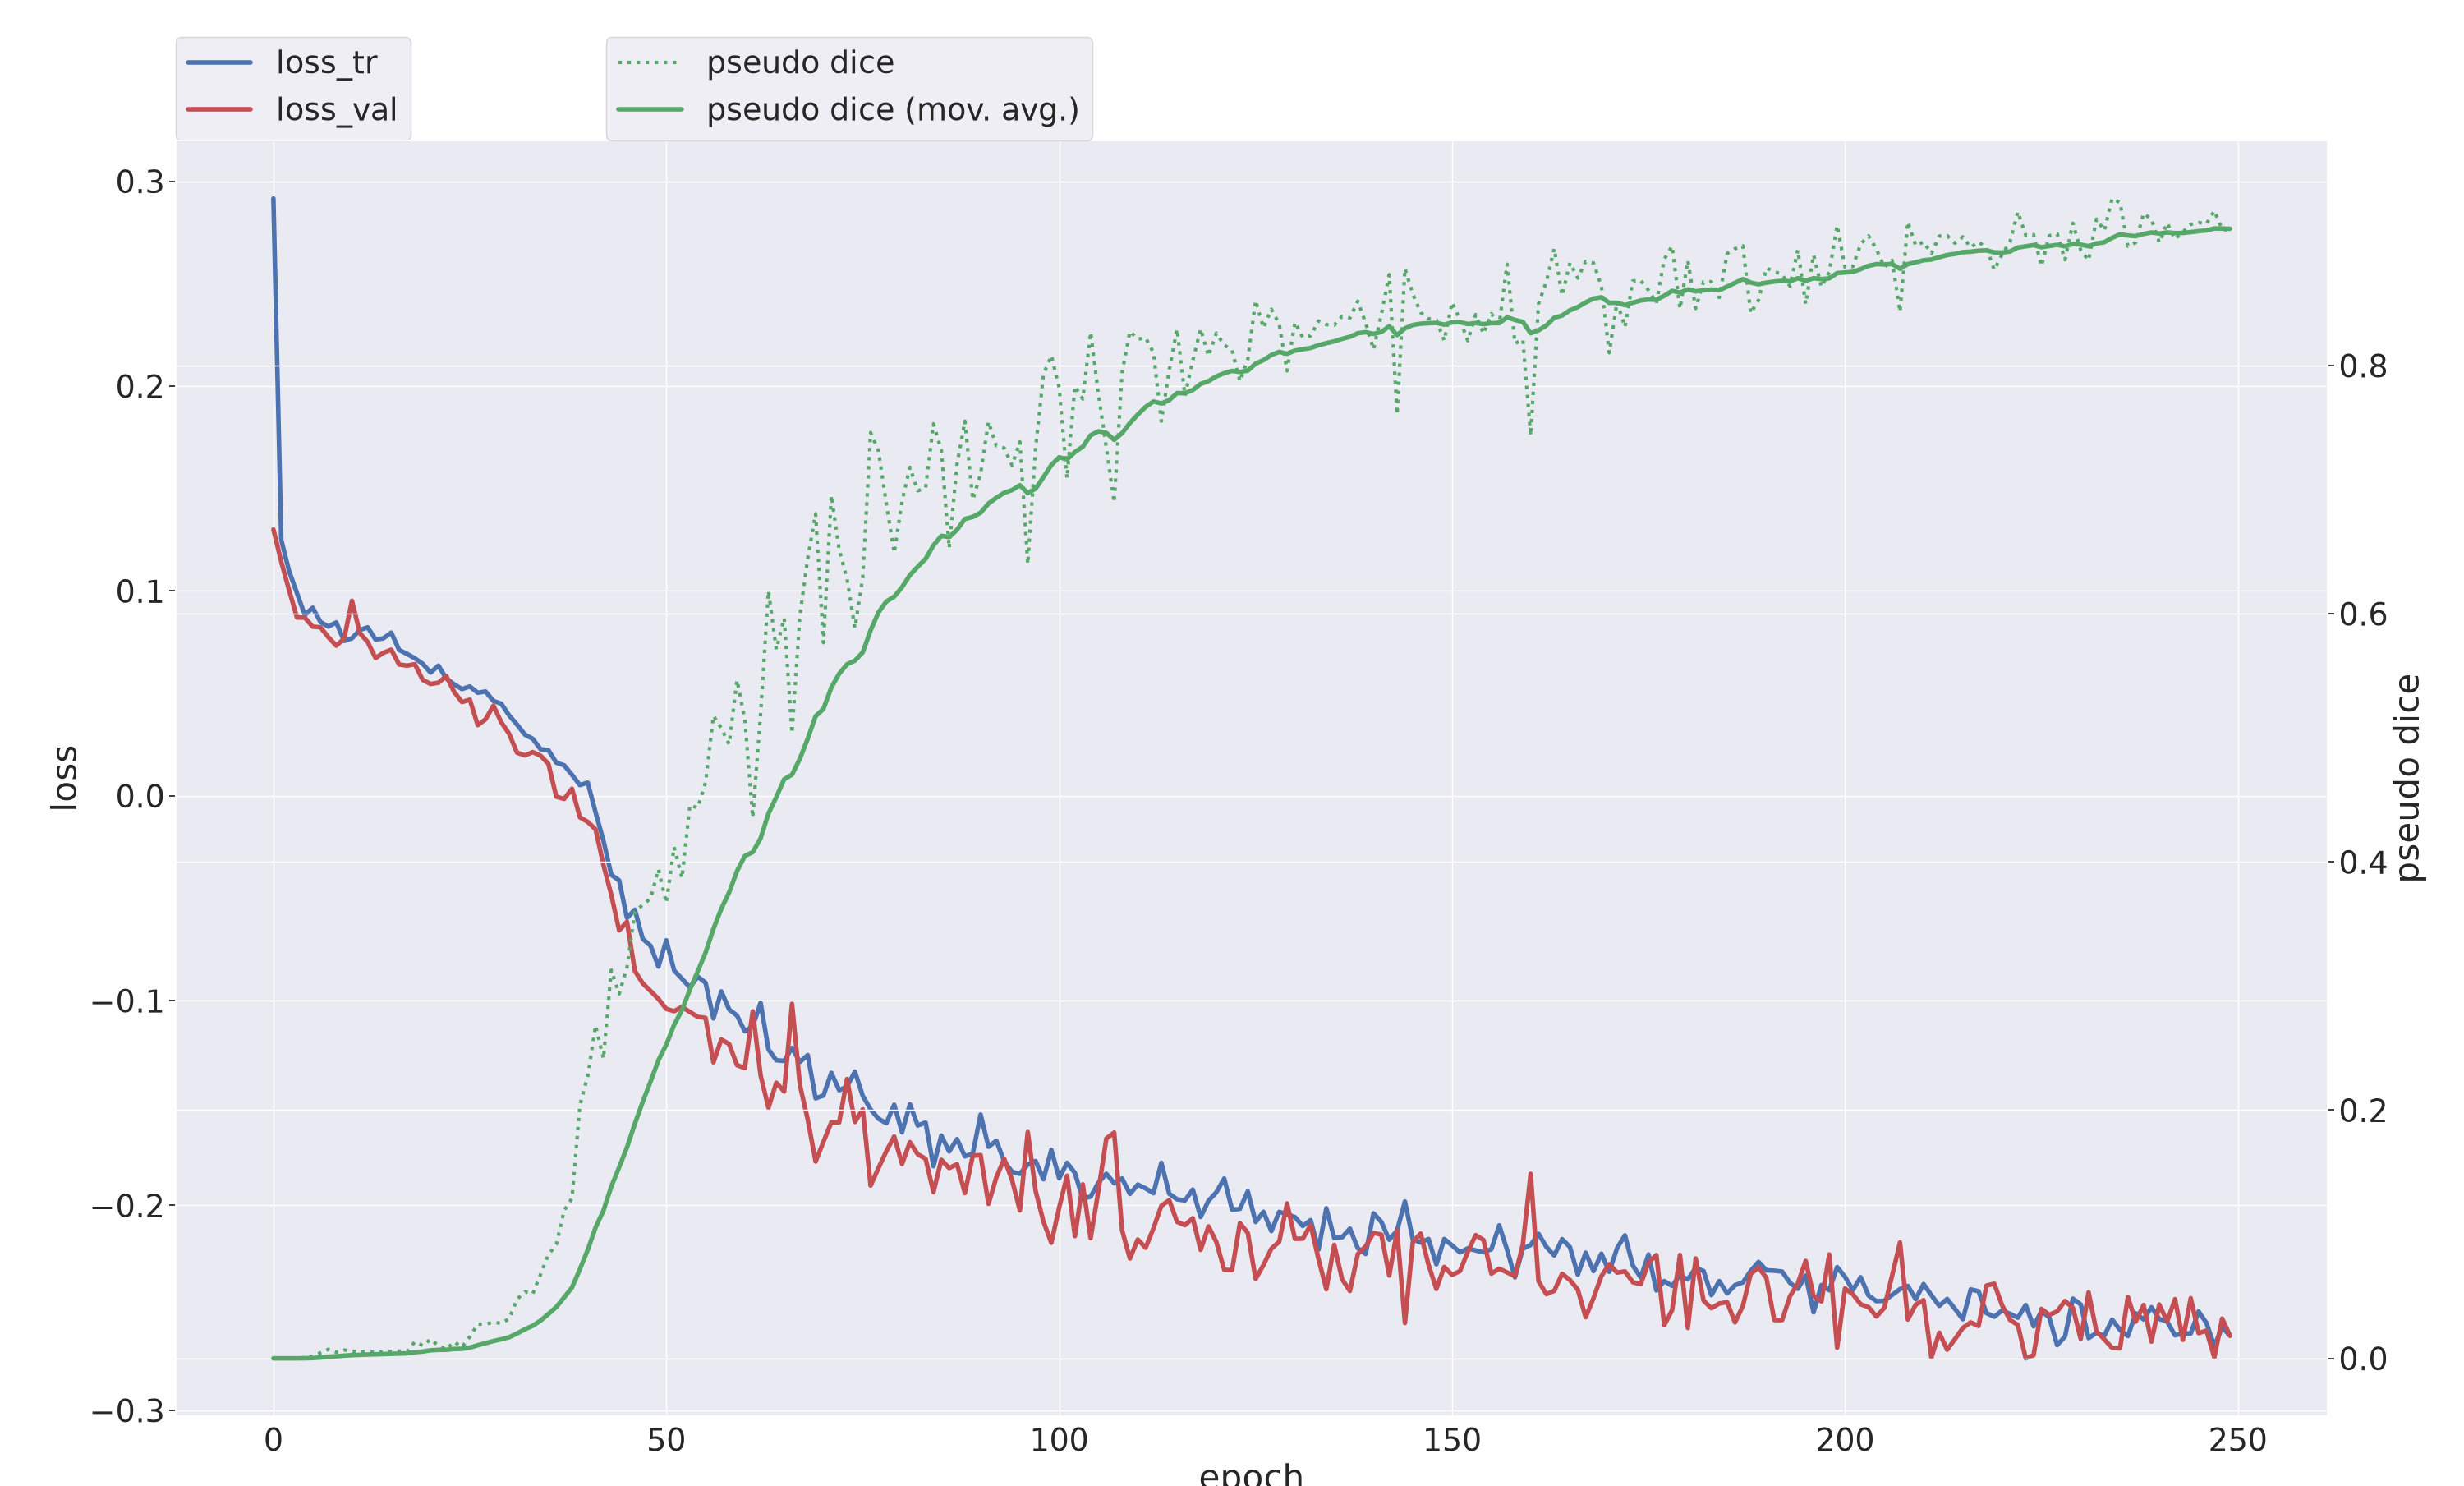 loss_tr
loss_val
pseudo dice
pseudo dice (mov. avg.)
0.3
0.2
0.1
0.0
−0.1
−0.2
−0.3
loss
0.8
0.6
0.4
0.2
0.0
pseudo dice
0 50 100 150 200 250
epoch